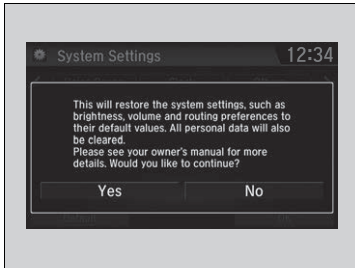 System Settings
12:34
This will restore the system settings, such as
brightness, volume and routing preferences to
their default values. All personal data will also
be cleared.
Please see your owner's manual for more
details. Would you like to continue?
Yes
No